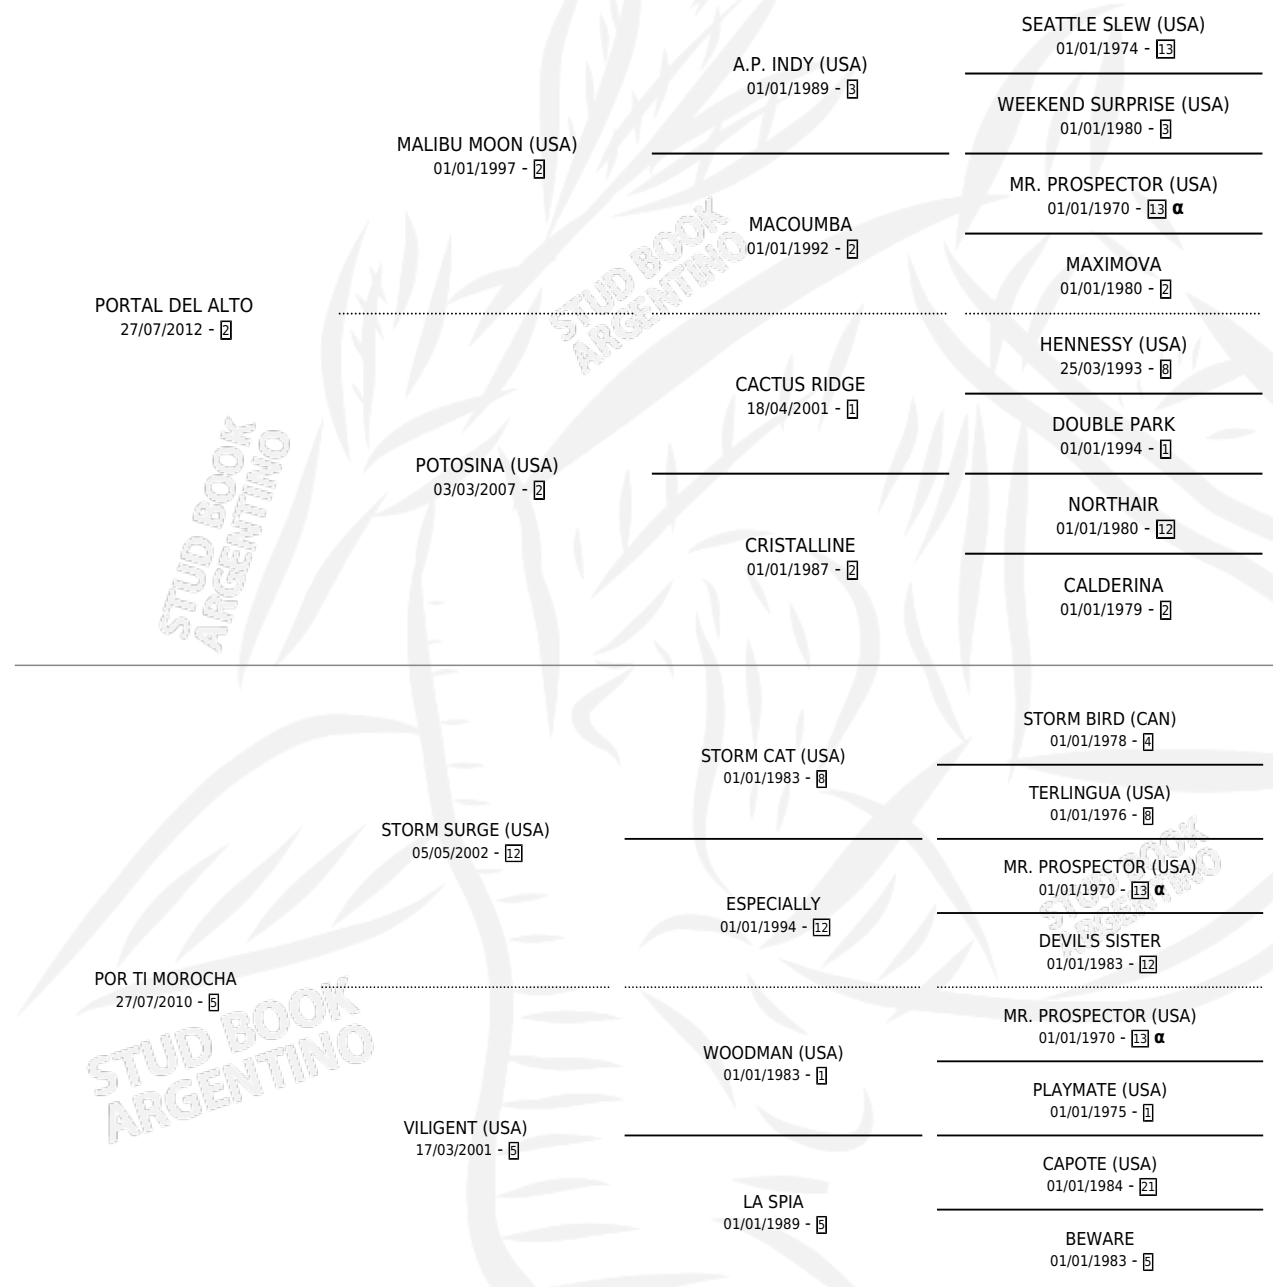 SEATTLE SLEW (USA)
01/01/1974 - 13
A.P. INDY (USA)
01/01/1989 - 3
WEEKEND SURPRISE (USA)
01/01/1980 - 3
MALIBU MOON (USA)
01/01/1997 - 2
MR. PROSPECTOR (USA)
01/01/1970 - 13 α
MACOUMBA
01/01/1992 - 2
MAXIMOVA
01/01/1980 - 2
PORTAL DEL ALTO
27/07/2012 - 2
HENNESSY (USA)
25/03/1993 - 8
CACTUS RIDGE
18/04/2001 - 1
DOUBLE PARK
01/01/1994 - 1
POTOSINA (USA)
03/03/2007 - 2
NORTHAIR
01/01/1980 - 12
CRISTALLINE
01/01/1987 - 2
CALDERINA
01/01/1979 - 2
STORM BIRD (CAN)
01/01/1978 - 4
STORM CAT (USA)
01/01/1983 - 8
TERLINGUA (USA)
01/01/1976 - 8
STORM SURGE (USA)
05/05/2002 - 12
MR. PROSPECTOR (USA)
01/01/1970 - 13 α
ESPECIALLY
01/01/1994 - 12
DEVIL'S SISTER
01/01/1983 - 12
POR TI MOROCHA
27/07/2010 - 5
MR. PROSPECTOR (USA)
01/01/1970 - 13 α
WOODMAN (USA)
01/01/1983 - 1
PLAYMATE (USA)
01/01/1975 - 1
VILIGENT (USA)
17/03/2001 - 5
CAPOTE (USA)
01/01/1984 - 21
LA SPIA
01/01/1989 - 5
BEWARE
01/01/1983 - 5
STUD BOOK
ARGENTINO
STUD BOOK
ARGENTINO
STUD BOOK
ARGENTINO
STUD BOOK
ARGENTINO